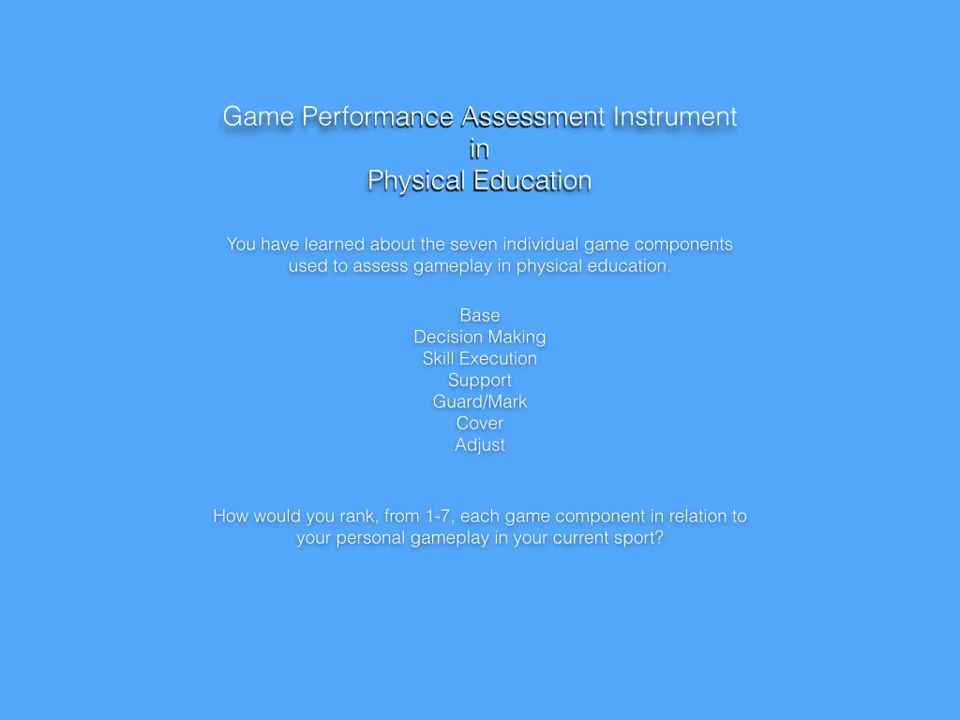 Game Performance Assessment Instrument
in
Physical Education
You have learned about the seven individual game components
used to assess gameplay in physical education.
Base
Decision Making
Skill Execution
Support
Guard/Mark
Cover
Adjust
How would you rank, from 1-7, each game component in relation to
your personal gameplay in your current sport?